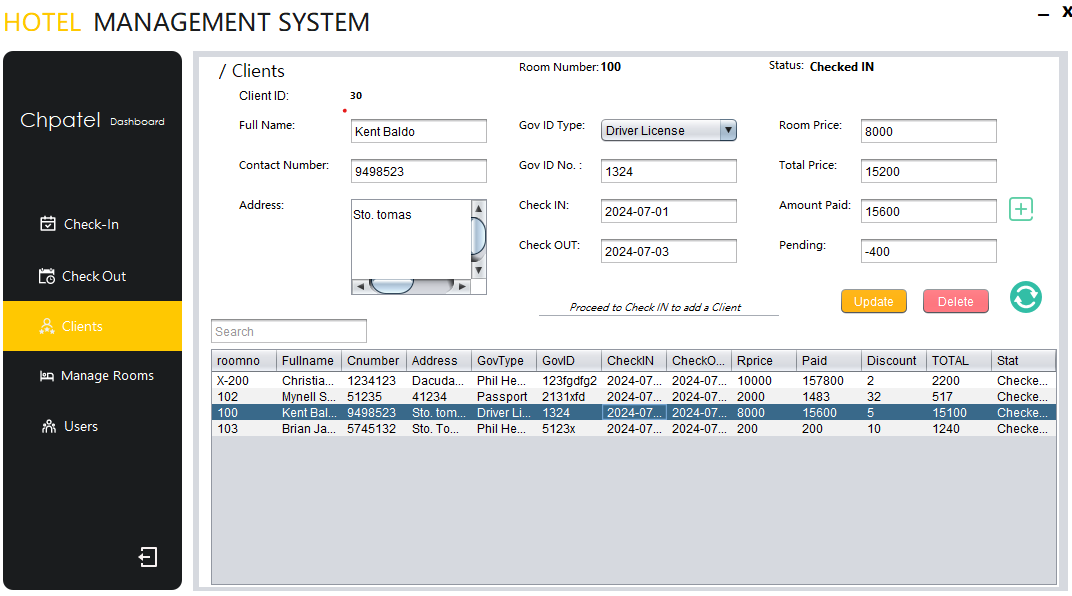 HOTEL MANAGEMENT SYSTEM
_ X
Chpatel Dashboard
Check-In
Check Out
Clients
Manage Rooms
Users
/ Clients Room Number: 100 Status: Checked IN
Client ID: 30
Full Name: Kent Baldo Gov ID Type: Driver License Room Price: 8000
Contact Number: 9498523 Gov ID No. : 1324 Total Price: 15200
Address: Sto. tomas Check IN: 2024-07-01 Amount Paid: 15600
Check OUT: 2024-07-03 Pending: -400
Proceed to Check IN to add a Client Update Delete
Search
roomno Fullname Cnumber Address GovType GovID CheckIN CheckO... Rprice Paid Discount TOTAL Stat
X-200 Christia... 1234123 Dacuda... Phil He... 123fgdfg2 2024-07... 2024-07... 10000 157800 2 2200 Checke...
102 Mynell S... 51235 41234 Passport 2131xfd 2024-07... 2024-07... 2000 1483 32 517 Checke...
100 Kent Bal... 9498523 Sto. tom... Driver Li... 1324 2024-07... 2024-07... 8000 15600 5 15100 Checke...
103 Brian Ja... 5745132 Sto. To... Phil He... 5123x 2024-07... 2024-07... 200 200 10 1240 Checke...